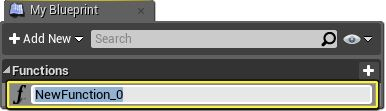 My Blueprint
Add New Search
Functions
NewFunction_0